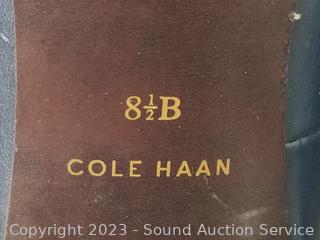 8½B
COLE HAAN
Copyright 2023 - Sound Auction Service